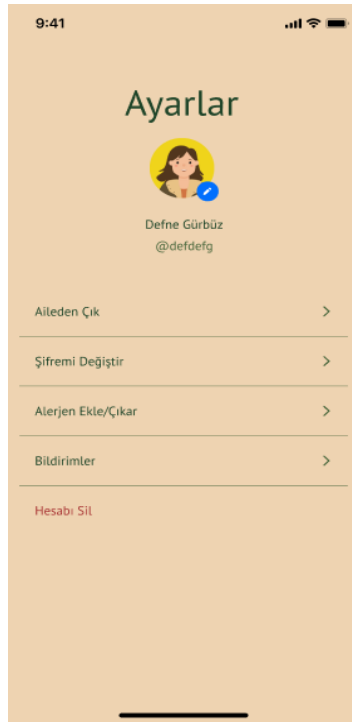 9:41
Ayarlar
Defne Gürbüz
@defdefg
Aileden Çık
Şifremi Değiştir
Alerjen Ekle/Çıkar
Bildirimler
Hesabı Sil